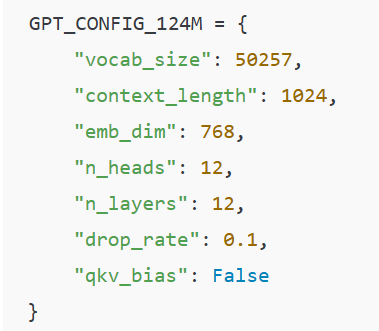 GPT_CONFIG_124M = {
    "vocab_size": 50257,
    "context_length": 1024,
    "emb_dim": 768,
    "n_heads": 12,
    "n_layers": 12,
    "drop_rate": 0.1,
    "qkv_bias": False
}